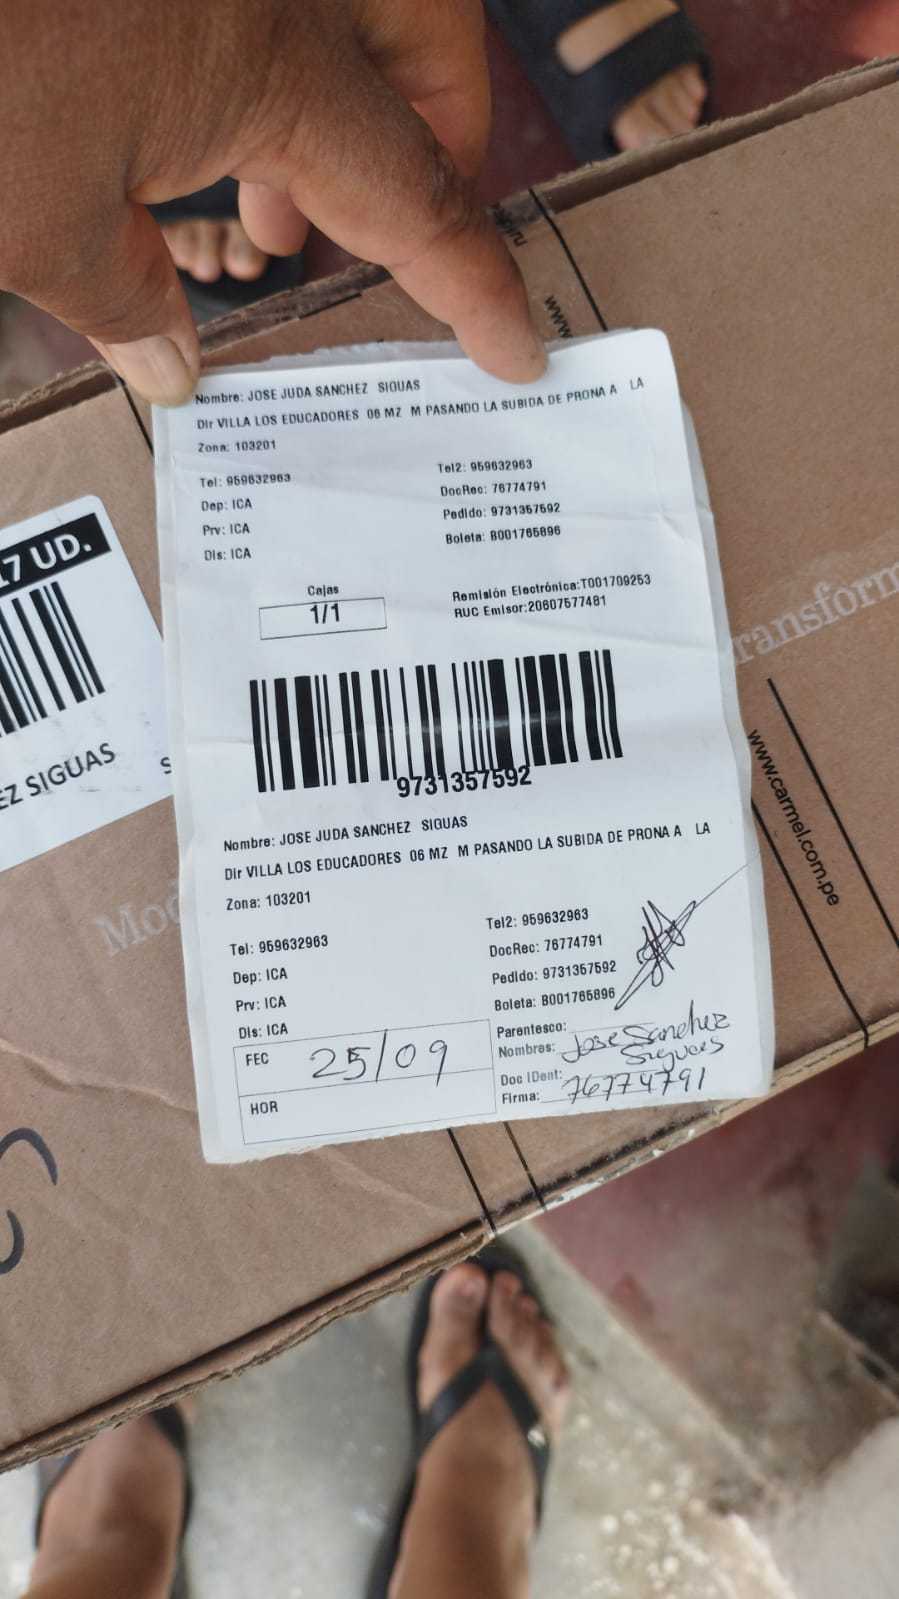 Nombre: JOSE JUDA SANCHEZ SIGUAS
Dir VILLA LOS EDUCADORES 06 MZ M PASANDO LA SUBIDA DE PRONA A LA
Zona: 103201
Tel: 959632963 Tel2: 959632963
Dep: ICA DocRec: 76774791
Prv: ICA Pedido: 9731357592
Dis: ICA Boleta: B001765896
Cajas
1/1
Remisión Electrónica:T001709253
RUC Emisor:20607577481
9731357592
Nombre: JOSE JUDA SANCHEZ SIGUAS
Dir VILLA LOS EDUCADORES 06 MZ M PASANDO LA SUBIDA DE PRONA A LA
Zona: 103201
Tel: 959632963 Tel2: 959632963
Dep: ICA DocRec: 76774791
Prv: ICA Pedido: 9731357592
Dis: ICA Boleta: B001765896
FEC 25/09
HOR
Parentesco:
Nombres: Jose Sanchez
Siguas
Doc IDent: 76774791
Firma:
17 UD.
EZ SIGUAS S
www.carmel.com.pe
www.
ransform
Mod